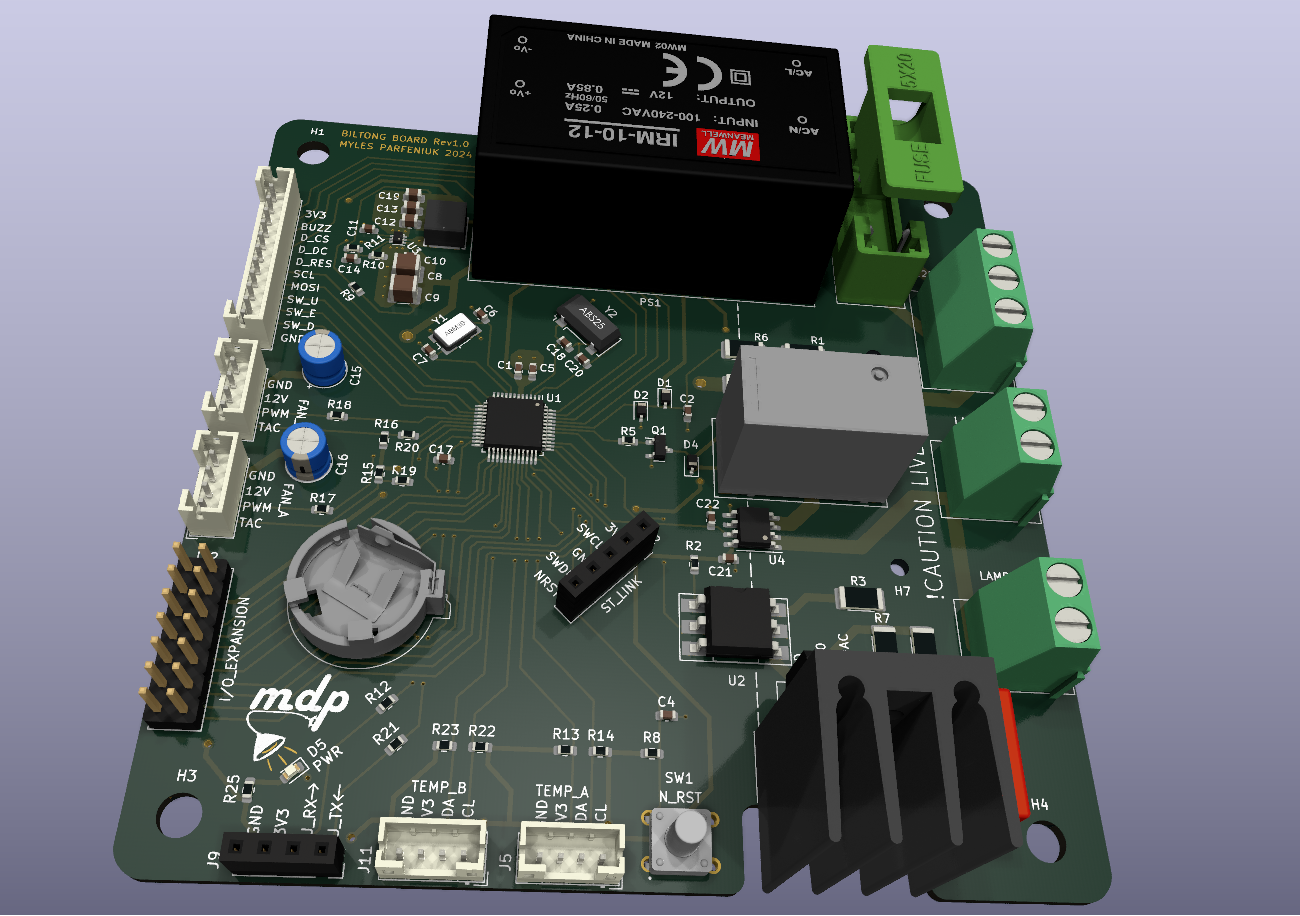 H1
BILTONG BOARD Rev1.0
MYLES PARFENIUK 2024
MW02 MADE IN CHINA
-Vo
+Vo
AC/L
AC/N
INPUT: 100-240VAC
0.25A
50/60Hz
OUTPUT: 12V ⎓ 0.85A
IRM-10-12
MW
MEANWELL
5X20
FUSE
3V3
BUZZ
D_CS
D_DC
D_RES
SCL
MOSI
SW_U
SW_E
SW_D
C19
C13
C12
C11
R11
U3
C14
R10
R9
C10
C8
C9
Y1
ABM3B
C6
C7
Y2
ABS25
C18
C20
PS1
C1
C5
U1
R6
R1
D1
D2
C2
R5
Q1
D4
GND
12V
PWM
TAC
C15
R18
R16
R20
R15
R19
C17
GND
12V
PWM
TAC
FAN_A
C16
R17
C22
R2
C21
U4
U2
!CAUTION LIVE
R3
H7
R7
AC
SWD
NRST
ST_LINK
I/O_EXPANSION
mdp
R12
R21
D5
PWR
R25
H3
R23
R22
R13
R14
R8
C4
GND
3V3
J9
TEMP_B
J11
TEMP_A
J5
SW1
N_RST
H4